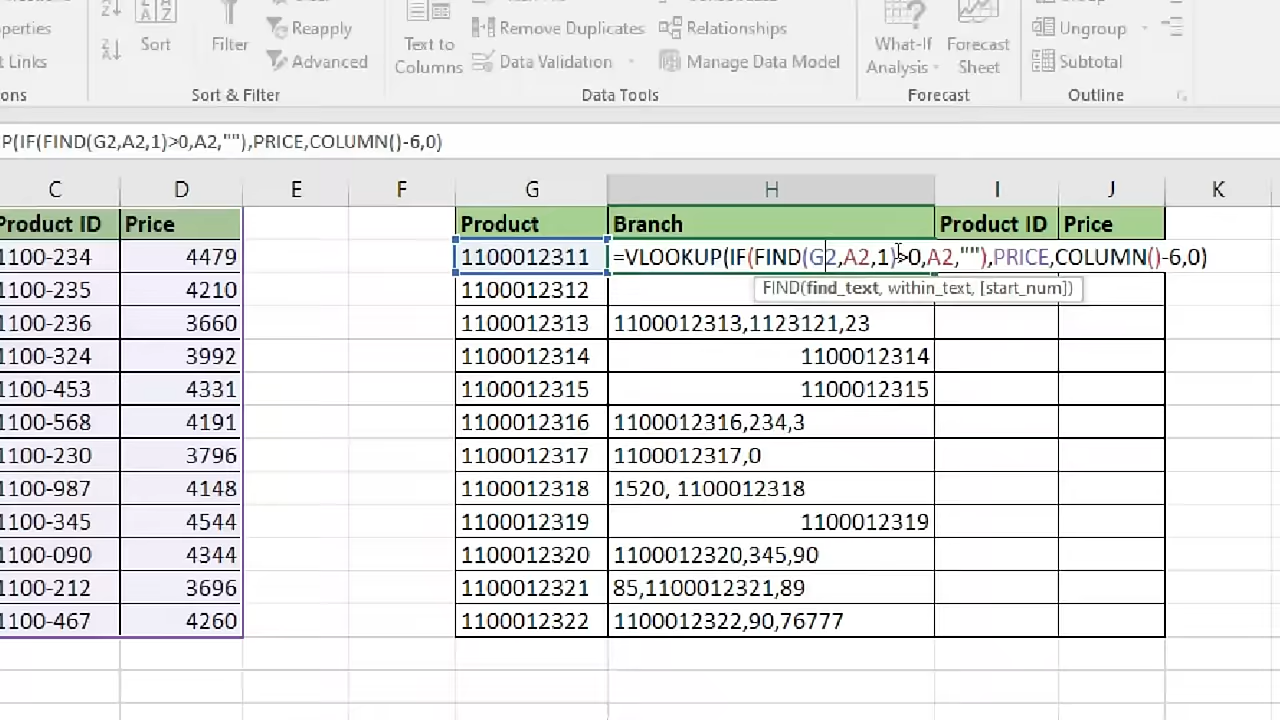 Reapply
Advanced
Sort
Filter
Sort & Filter
Text to
Columns
Remove Duplicates
Data Validation
Relationships
Manage Data Model
Data Tools
What-If
Analysis
Forecast
Sheet
Forecast
Ungroup
Subtotal
Outline
P(IF(FIND(G2,A2,1)>0,A2,""),PRICE,COLUMN()-6,0)
C D E F G H I J K
Product ID Price Product Branch Product ID Price
1100-234 4479 1100012311 =VLOOKUP(IF(FIND(G2,A2,1)>0,A2,""),PRICE,COLUMN()-6,0)
1100-235 4210 1100012312 FIND(find_text, within_text, [start_num])
1100-236 3660 1100012313 1100012313,1123121,23
1100-324 3992 1100012314 1100012314
1100-453 4331 1100012315 1100012315
1100-568 4191 1100012316 1100012316,234,3
1100-230 3796 1100012317 1100012317,0
1100-987 4148 1100012318 1520, 1100012318
1100-345 4544 1100012319 1100012319
1100-090 4344 1100012320 1100012320,345,90
1100-212 3696 1100012321 85,1100012321,89
1100-467 4260 1100012322 1100012322,90,76777